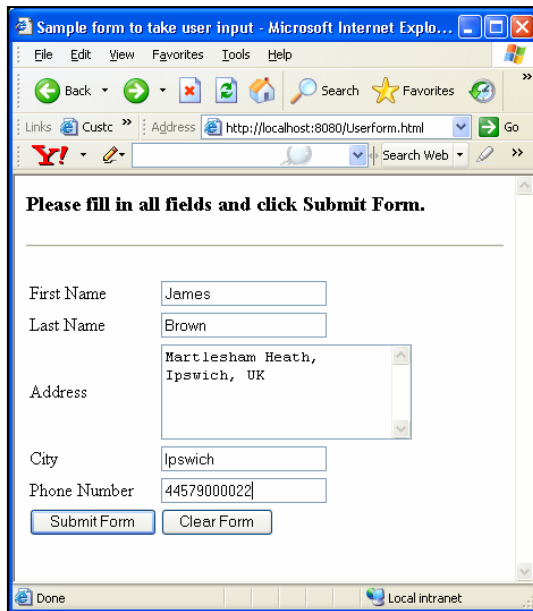 Sample form to take user input - Microsoft Internet Explo...
File Edit View Favorites Tools Help
Back Search Favorites »
Links Custc » Address http://localhost:8080/Userform.html Go
Y! Search Web »
Please fill in all fields and click Submit Form.
First Name James
Last Name Brown
Address Martlesham Heath,
Ipswich, UK
City Ipswich
Phone Number 44579000022
Submit Form Clear Form
Done Local intranet